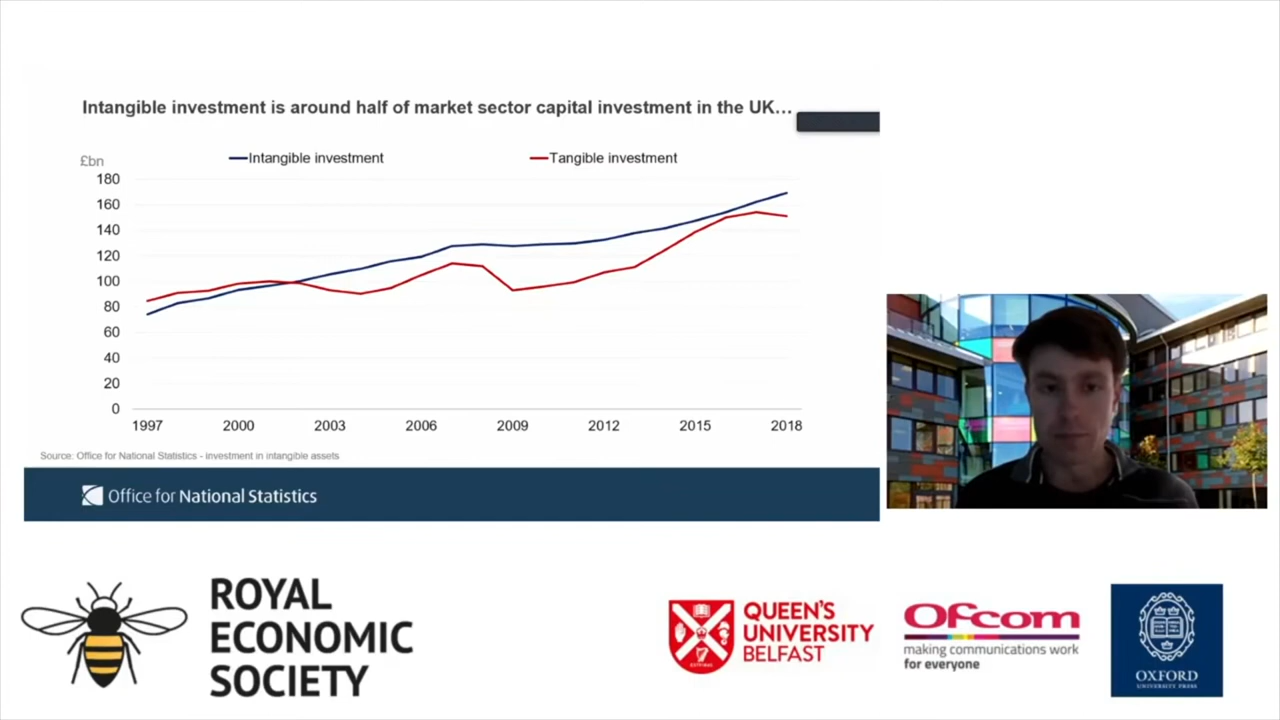 Intangible investment is around half of market sector capital investment in the UK...
£bn
Intangible investment
Tangible investment
180
160
140
120
100
80
60
40
20
0
1997 2000 2003 2006 2009 2012 2015 2018
Source: Office for National Statistics - investment in intangible assets
Office for National Statistics
ROYAL
ECONOMIC
SOCIETY
QUEEN'S
UNIVERSITY
BELFAST
Ofcom
making communications work
for everyone
OXFORD
UNIVERSITY PRESS